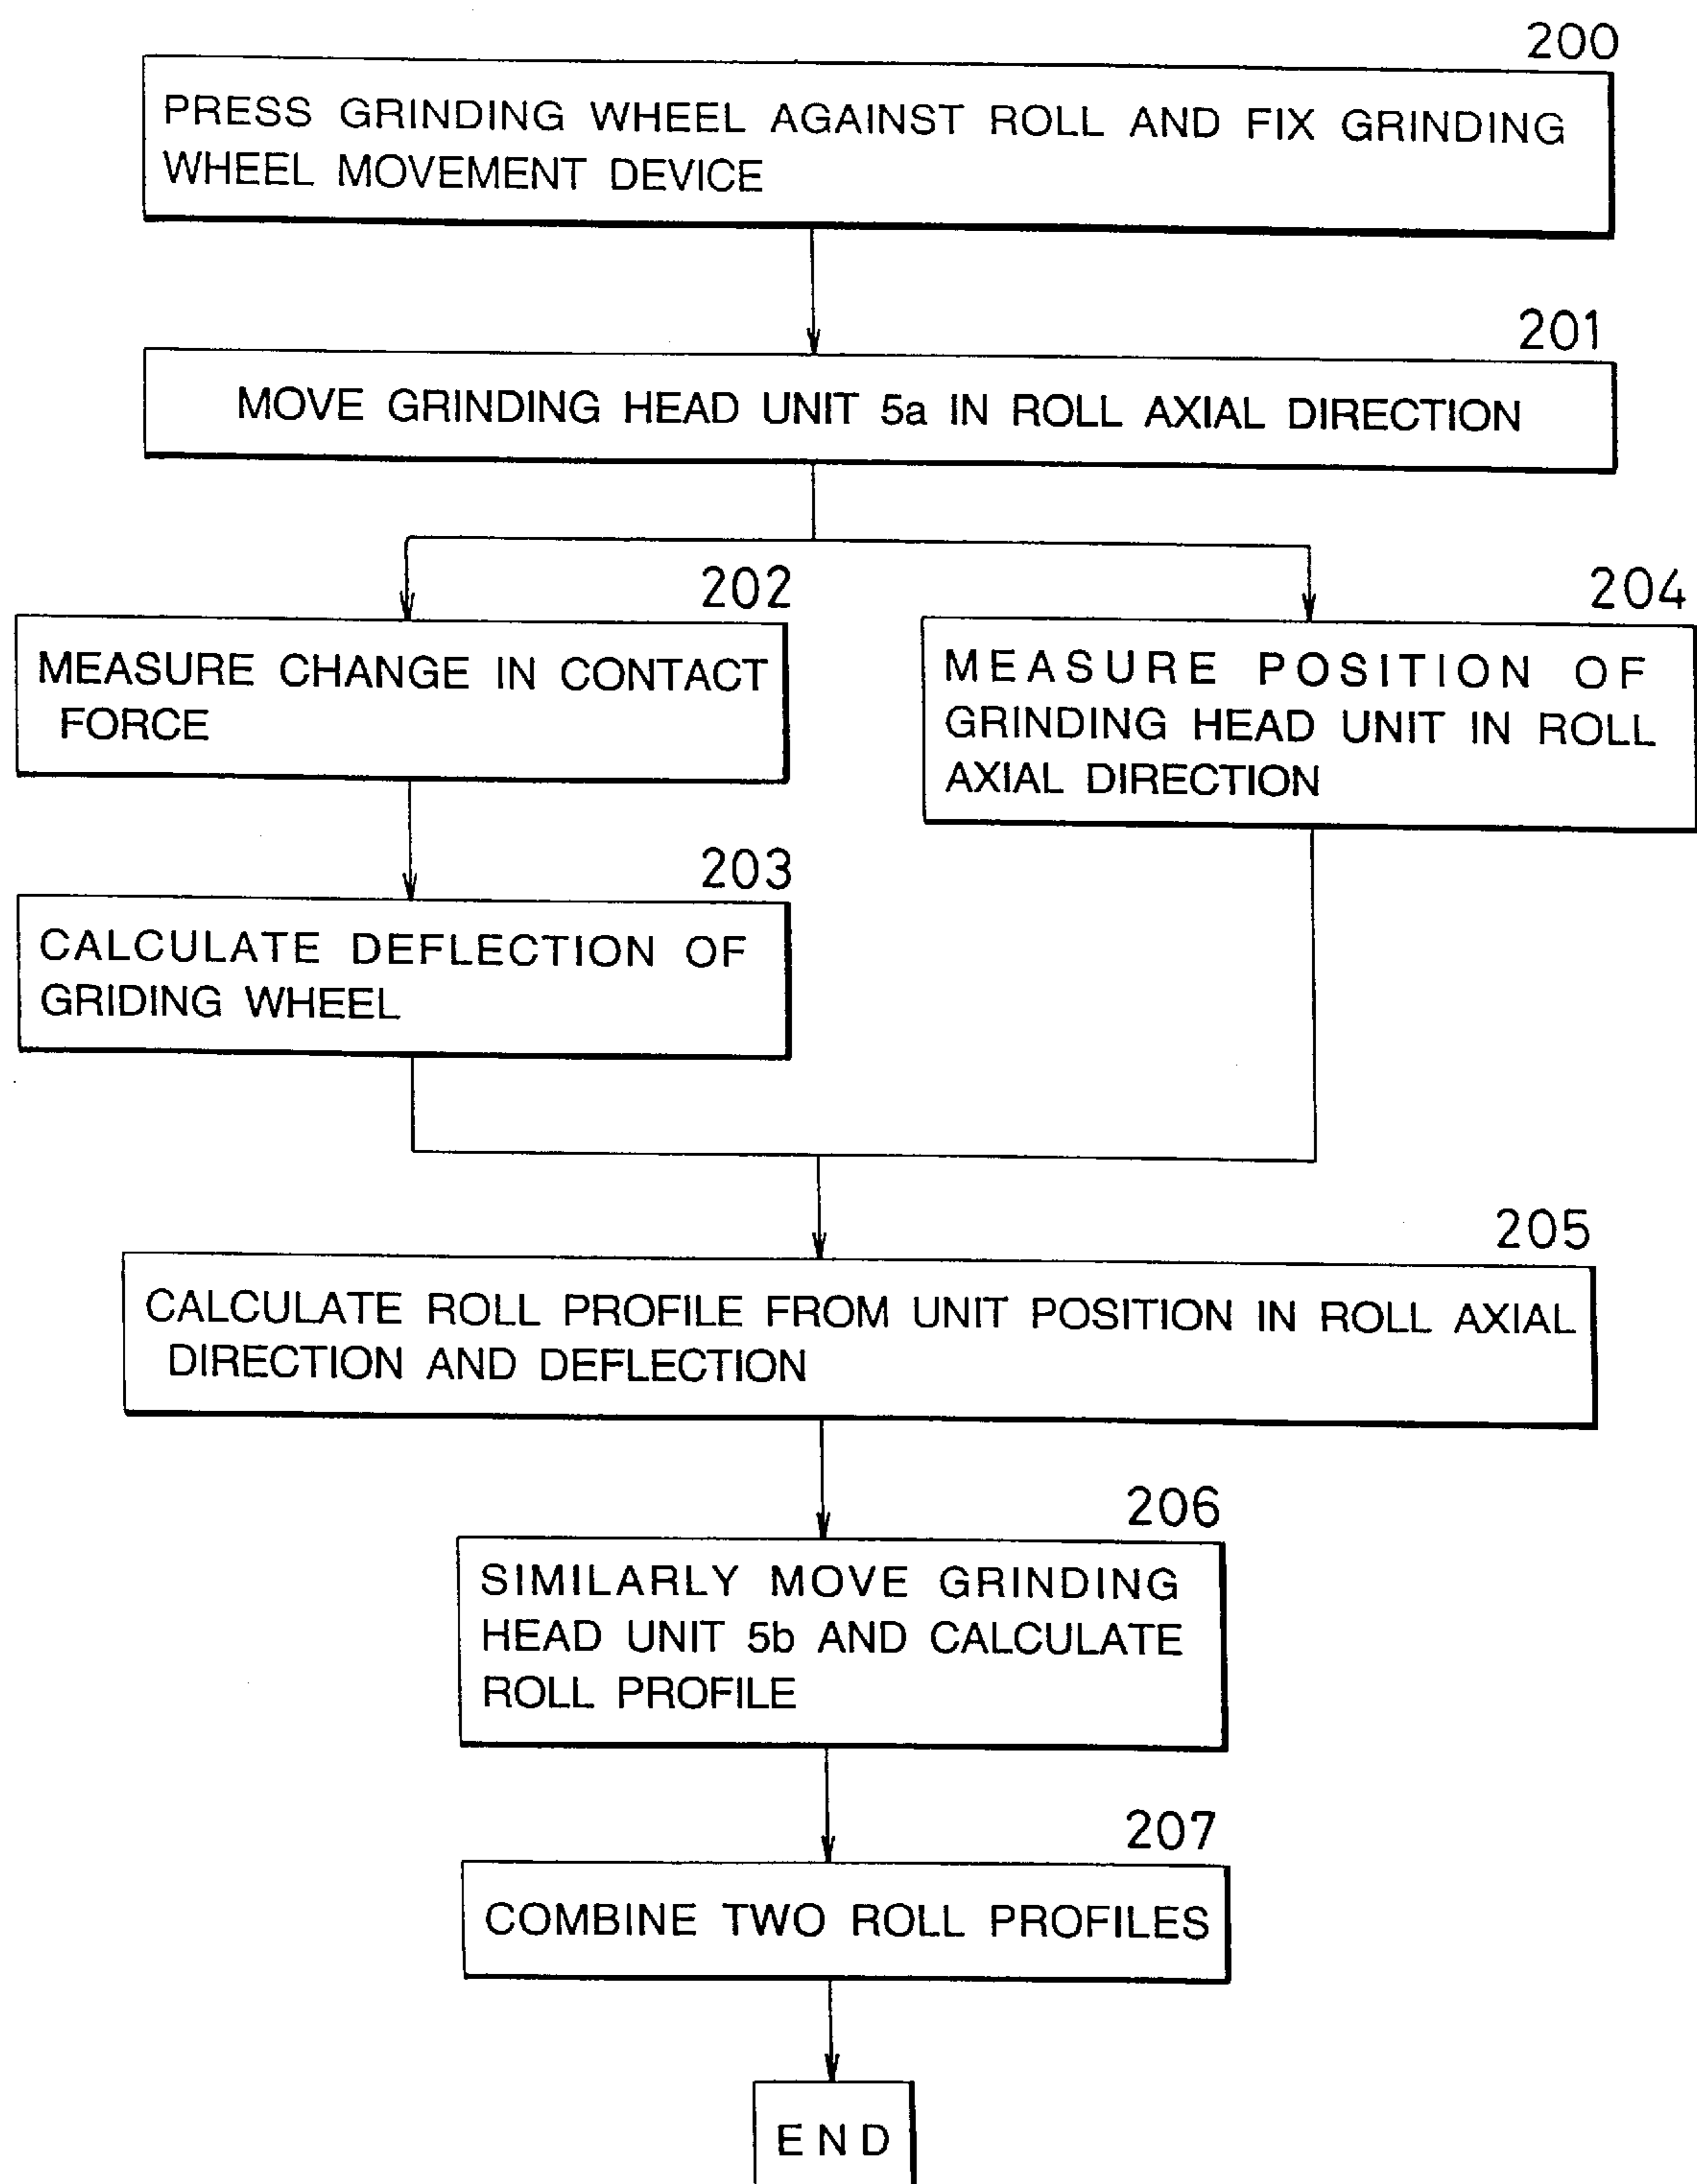 200
PRESS GRINDING WHEEL AGAINST ROLL AND FIX GRINDING
WHEEL MOVEMENT DEVICE
201
MOVE GRINDING HEAD UNIT 5a IN ROLL AXIAL DIRECTION
202
MEASURE CHANGE IN CONTACT
FORCE
204
MEASURE POSITION OF
GRINDING HEAD UNIT IN ROLL
AXIAL DIRECTION
203
CALCULATE DEFLECTION OF
GRIDING WHEEL
205
CALCULATE ROLL PROFILE FROM UNIT POSITION IN ROLL AXIAL
DIRECTION AND DEFLECTION
206
SIMILARLY MOVE GRINDING
HEAD UNIT 5b AND CALCULATE
ROLL PROFILE
207
COMBINE TWO ROLL PROFILES
END